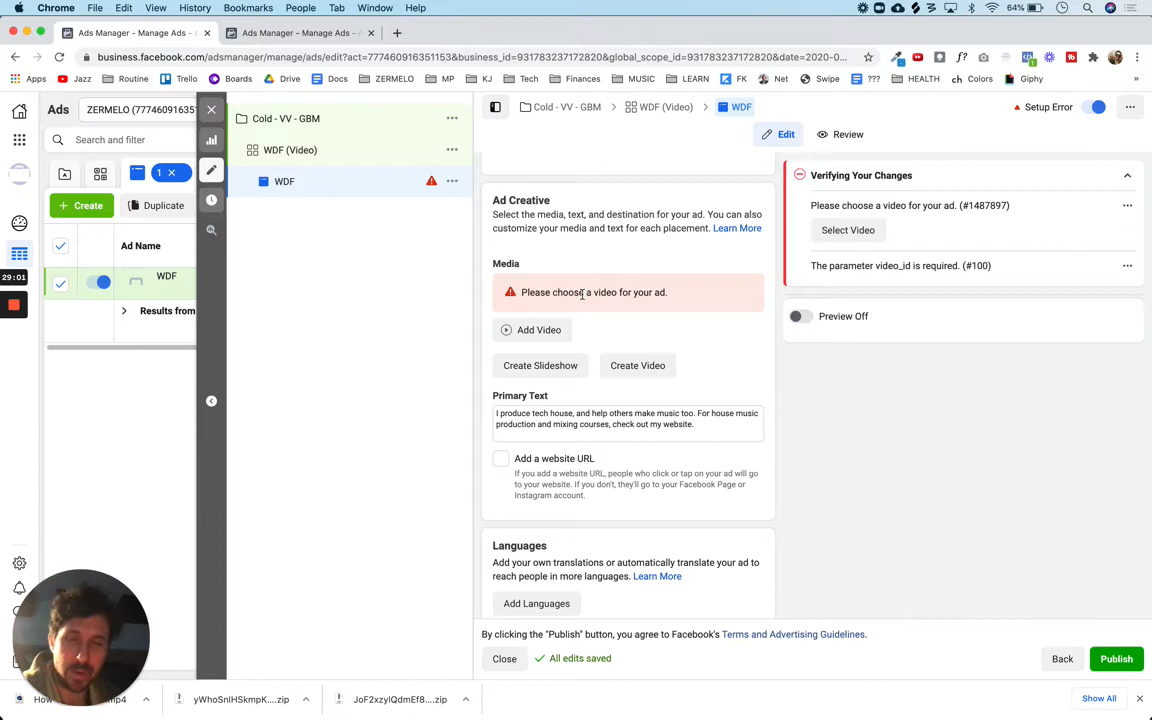 Chrome File Edit View History Bookmarks People Tab Window Help
64%
Ads Manager - Manage Ads -
Ads Manager - Manage Ads -
business.facebook.com/adsmanager/manage/ads/edit?act=777460916351153&business_id=931783237172820&global_scope_id=931783237172820&date=2020-0...
Apps Jazz Routine Trello Boards Drive Docs ZERMELO MP KJ Tech Finances MUSIC LEARN FK Net Swipe ??? HEALTH ch Colors Giphy
Ads
ZERMELO (77746091635
Search and filter
1
+ Create
Duplicate
Ad Name
WDF
Results from
29:01
Cold - VV - GBM
WDF (Video)
WDF
Cold - VV - GBM
WDF (Video)
WDF
Setup Error
Edit
Review
Ad Creative
Select the media, text, and destination for your ad. You can also
customize your media and text for each placement. Learn More
Media
Please choose a video for your ad.
Add Video
Create Slideshow
Create Video
Primary Text
I produce tech house, and help others make music too. For house music
production and mixing courses, check out my website.
Add a website URL
If you add a website URL, people who click or tap on your ad will go
to your website. If you don't, they'll go to your Facebook Page or
Instagram account.
Languages
Add your own translations or automatically translate your ad to
reach people in more languages. Learn More
Add Languages
Verifying Your Changes
Please choose a video for your ad. (#1487897)
Select Video
The parameter video_id is required. (#100)
Preview Off
By clicking the "Publish" button, you agree to Facebook's Terms and Advertising Guidelines.
Close
All edits saved
Back
Publish
How
mp4
yWhoSnIHSkmpK....zip
JoF2xzyIQdmEf8....zip
Show All